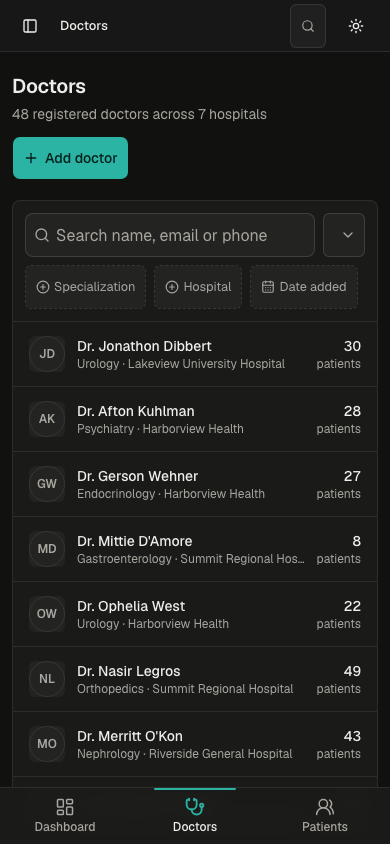 Doctors
Doctors
48 registered doctors across 7 hospitals
Add doctor
Search name, email or phone
Specialization
Hospital
Date added
JD
Dr. Jonathon Dibbert
30
Urology · Lakeview University Hospital
patients
AK
Dr. Afton Kuhlman
28
Psychiatry · Harborview Health
patients
GW
Dr. Gerson Wehner
27
Endocrinology · Harborview Health
patients
MD
Dr. Mittie D'Amore
8
Gastroenterology · Summit Regional Hos...
patients
OW
Dr. Ophelia West
22
Urology · Harborview Health
patients
NL
Dr. Nasir Legros
49
Orthopedics · Summit Regional Hospital
patients
MO
Dr. Merritt O'Kon
43
Nephrology · Riverside General Hospital
patients
Dashboard
Doctors
Patients